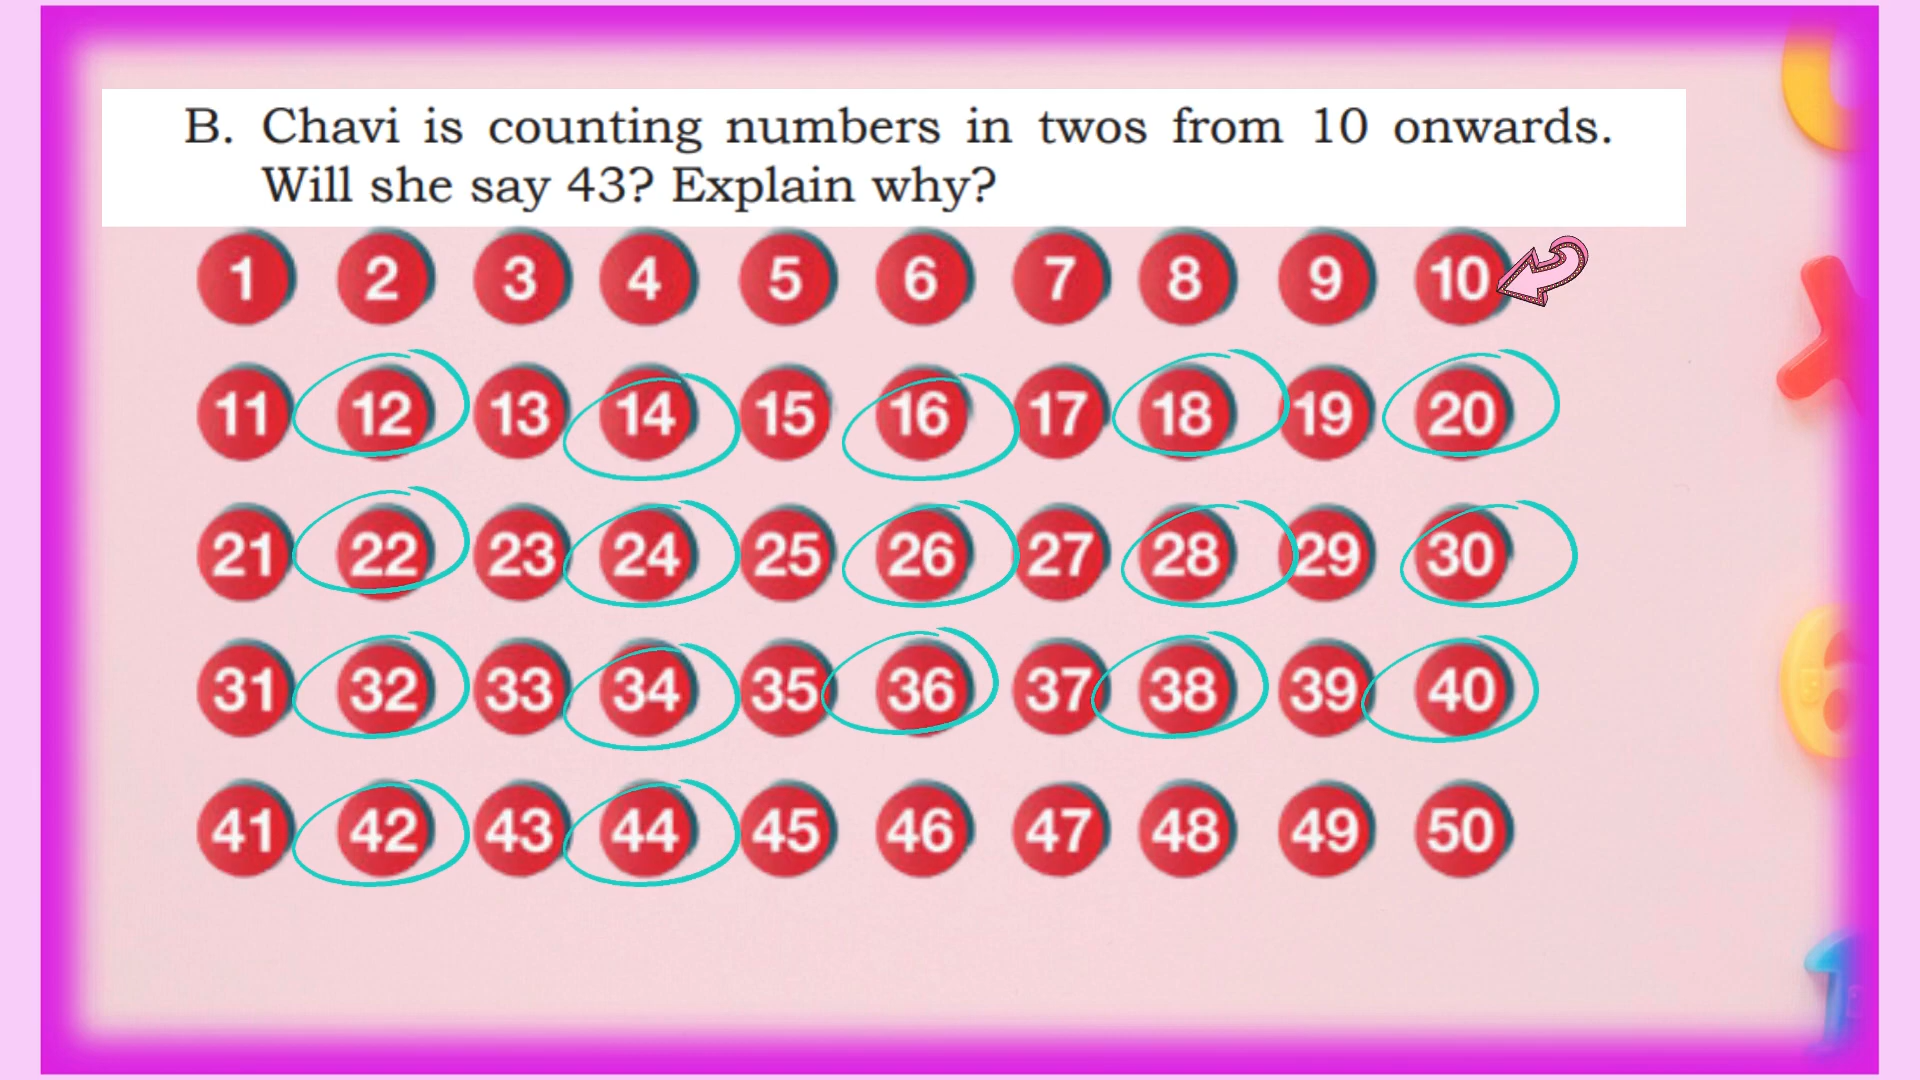 B. Chavi is counting numbers in twos from 10 onwards.
Will she say 43? Explain why?
1 2 3 4 5 6 7 8 9 10
11 12 13 14 15 16 17 18 19 20
21 22 23 24 25 26 27 28 29 30
31 32 33 34 35 36 37 38 39 40
41 42 43 44 45 46 47 48 49 50